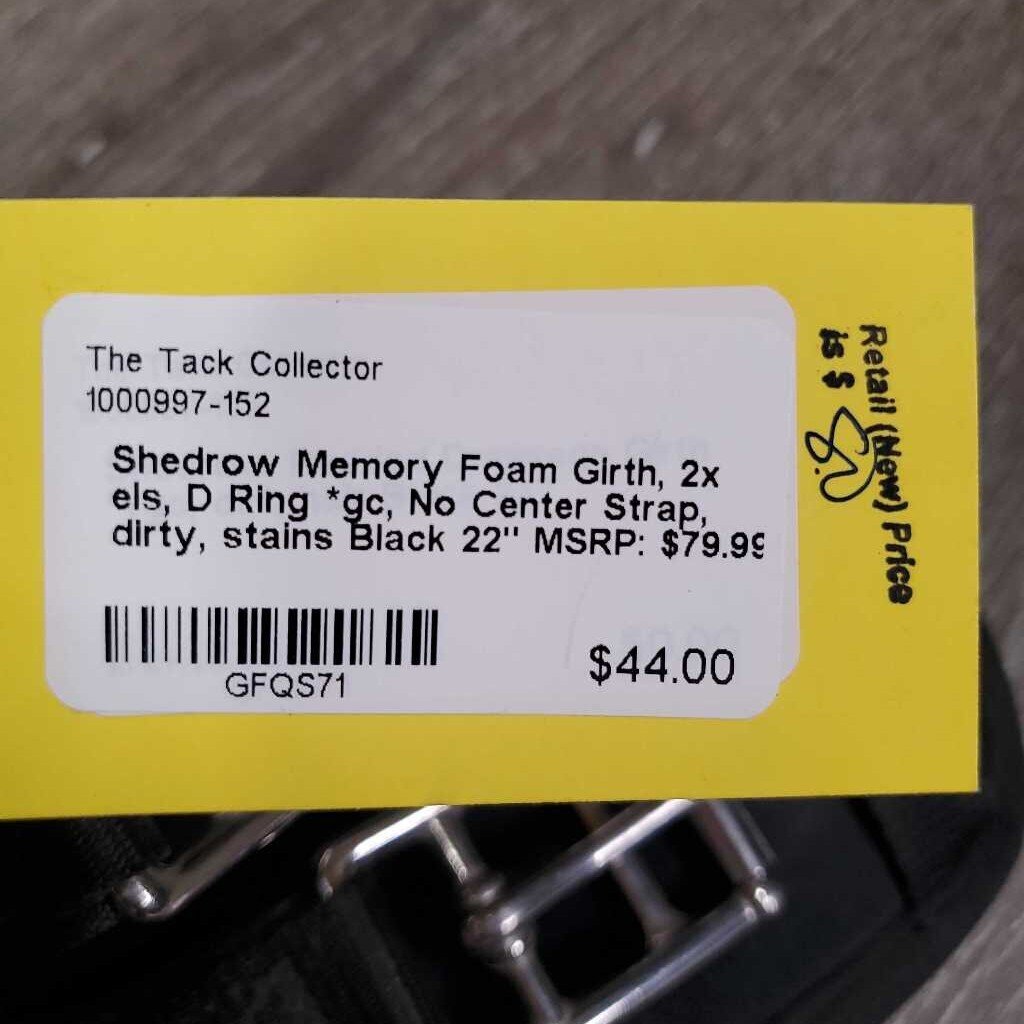 The Tack Collector
1000997-152
Shedrow Memory Foam Girth, 2x
els, D Ring *gc, No Center Strap,
dirty, stains Black 22" MSRP: $79.99
GFQS71
$44.00
Retail (New) Price
is $ 80